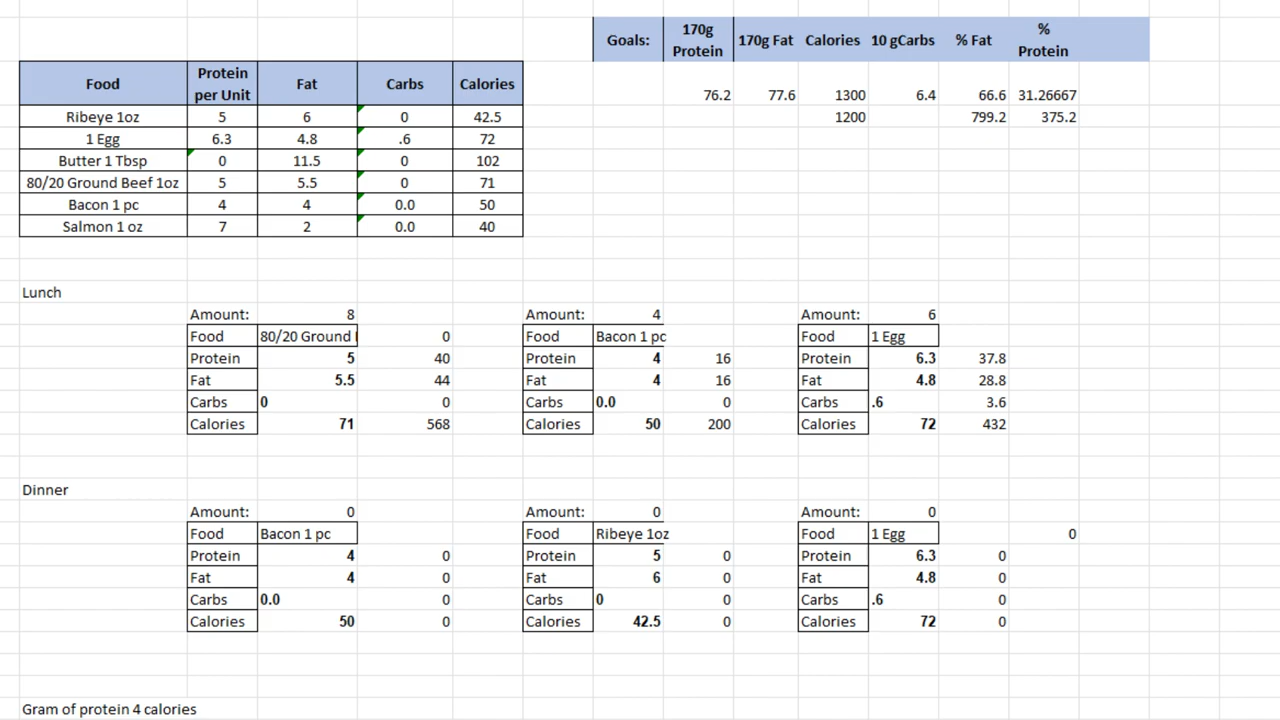 Goals: 170g Protein 170g Fat Calories 10 gCarbs % Fat % Protein
Food Protein per Unit Fat Carbs Calories
76.2 77.6 1300 6.4 66.6 31.26667
Ribeye 1oz 5 6 0 42.5
1200 799.2 375.2
1 Egg 6.3 4.8 .6 72
Butter 1 Tbsp 0 11.5 0 102
80/20 Ground Beef 1oz 5 5.5 0 71
Bacon 1 pc 4 4 0.0 50
Salmon 1 oz 7 2 0.0 40
Lunch
Amount: 8 Amount: 4 Amount: 6
Food 80/20 Ground 0 Food Bacon 1 pc Food 1 Egg
Protein 5 40 Protein 4 16 Protein 6.3 37.8
Fat 5.5 44 Fat 4 16 Fat 4.8 28.8
Carbs 0 0 Carbs 0.0 0 Carbs .6 3.6
Calories 71 568 Calories 50 200 Calories 72 432
Dinner
Amount: 0 Amount: 0 Amount: 0
Food Bacon 1 pc Food Ribeye 1oz Food 1 Egg 0
Protein 4 0 Protein 5 0 Protein 6.3 0
Fat 4 0 Fat 6 0 Fat 4.8 0
Carbs 0.0 0 Carbs 0 0 Carbs .6 0
Calories 50 0 Calories 42.5 0 Calories 72 0
Gram of protein 4 calories